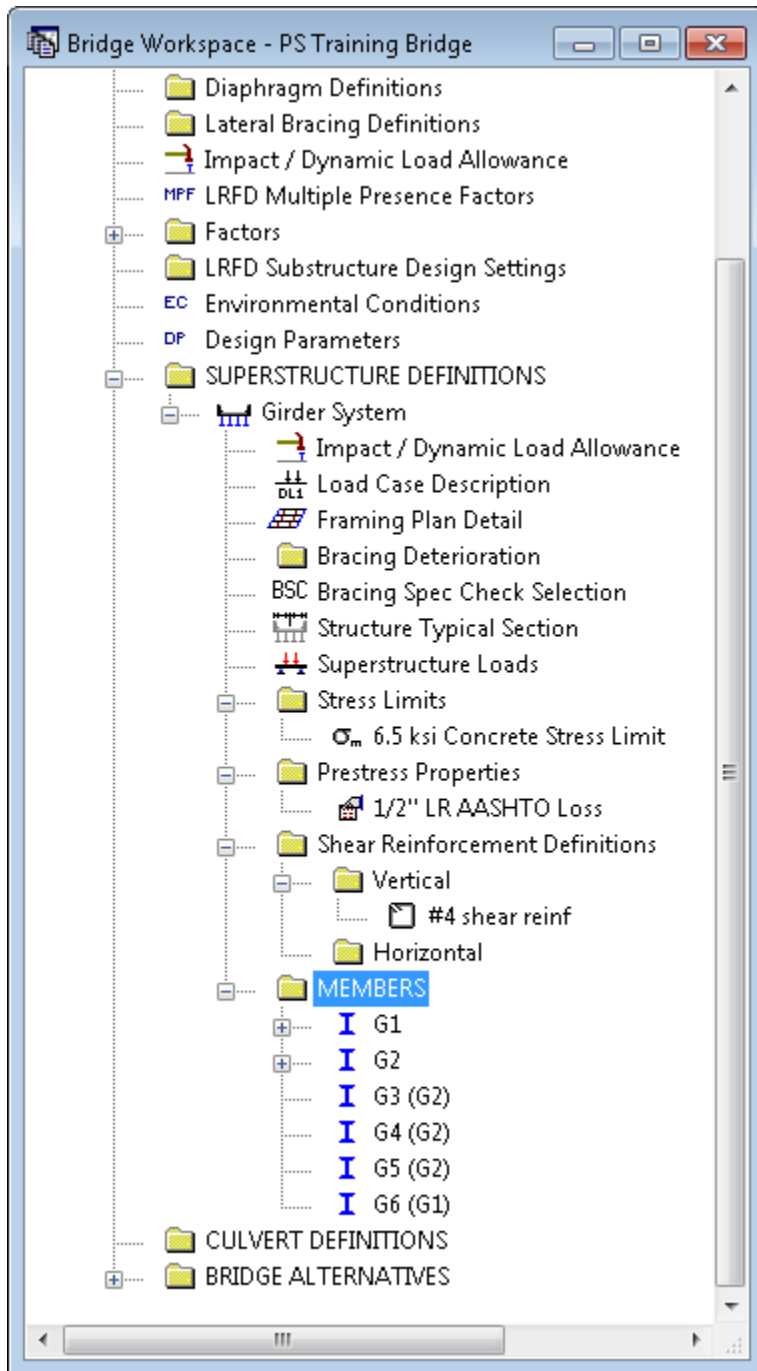 Bridge Workspace - PS Training Bridge
Diaphragm Definitions
Lateral Bracing Definitions
Impact / Dynamic Load Allowance
MPF LRFD Multiple Presence Factors
Factors
LRFD Substructure Design Settings
EC Environmental Conditions
DP Design Parameters
SUPERSTRUCTURE DEFINITIONS
Girder System
Impact / Dynamic Load Allowance
DL1 Load Case Description
Framing Plan Detail
Bracing Deterioration
BSC Bracing Spec Check Selection
Structure Typical Section
Superstructure Loads
Stress Limits
σm 6.5 ksi Concrete Stress Limit
Prestress Properties
1/2" LR AASHTO Loss
Shear Reinforcement Definitions
Vertical
#4 shear reinf
Horizontal
MEMBERS
G1
G2
G3 (G2)
G4 (G2)
G5 (G2)
G6 (G1)
CULVERT DEFINITIONS
BRIDGE ALTERNATIVES